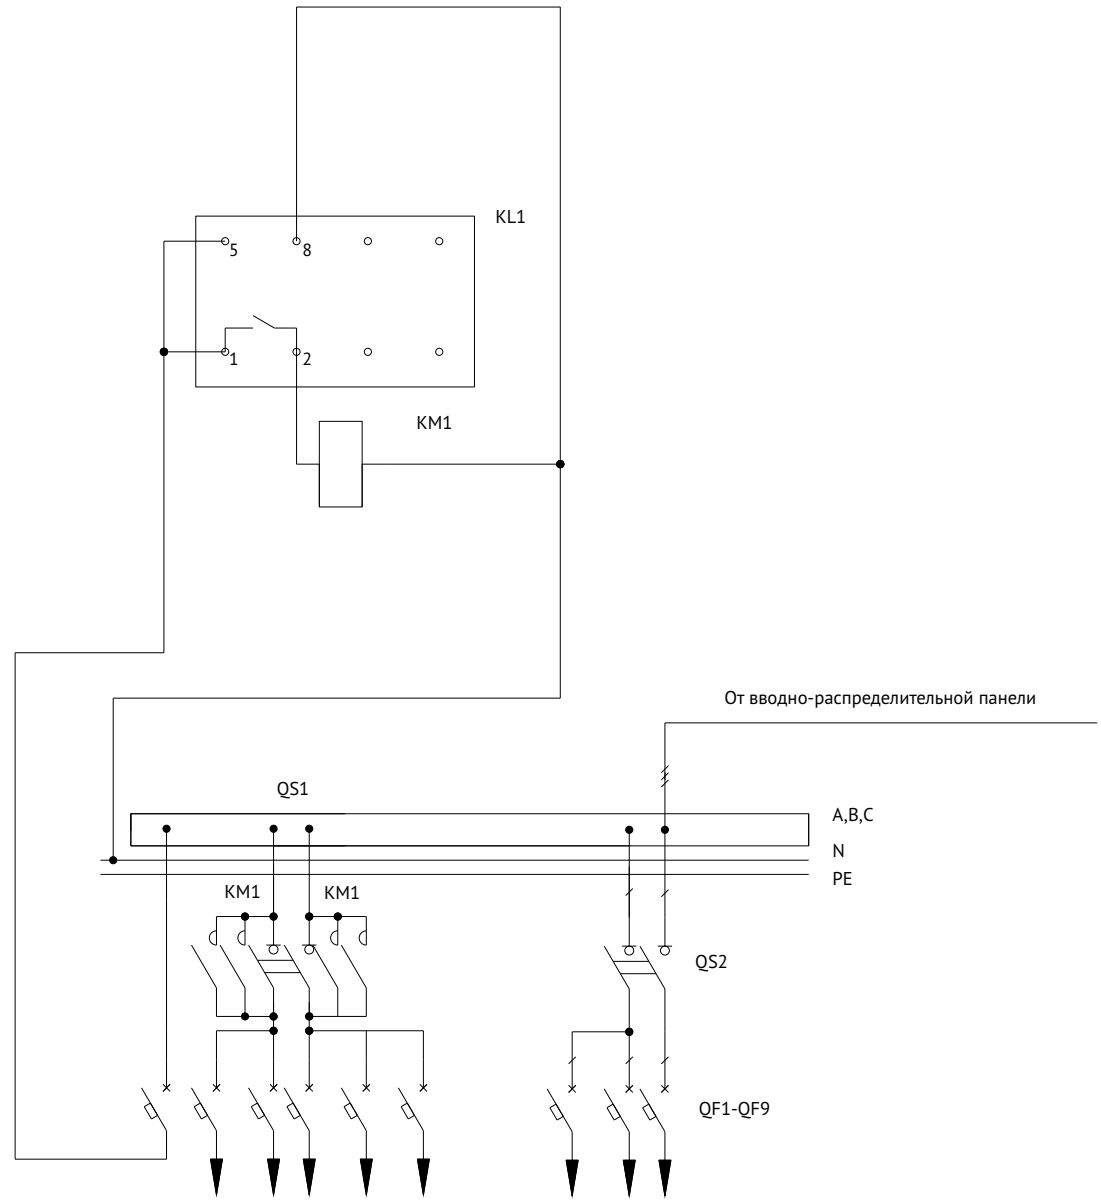 KL1
5
8
1
2
KM1
От вводно-распределительной панели
QS1
A,B,C
N
PE
KM1
KM1
QS2
QF1-QF9